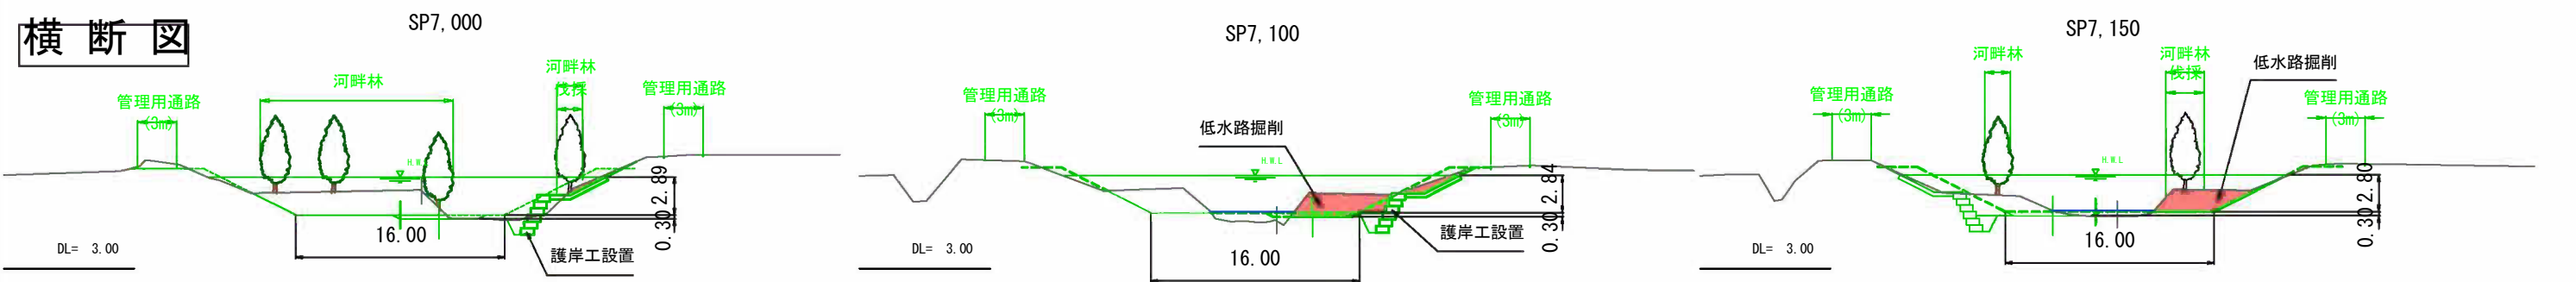 横断図
SP7,000
河畔林
河畔林
伐採
管理用通路
(3m)
管理用通路
(3m)
H.W.L
2.89
0.30
16.00
護岸工設置
DL= 3.00
SP7,100
管理用通路
(3m)
管理用通路
(3m)
低水路掘削
H.W.L
2.84
0.30
16.00
護岸工設置
DL= 3.00
SP7,150
河畔林
河畔林
伐採
低水路掘削
管理用通路
(3m)
管理用通路
(3m)
H.W.L
2.80
0.30
16.00
DL= 3.00